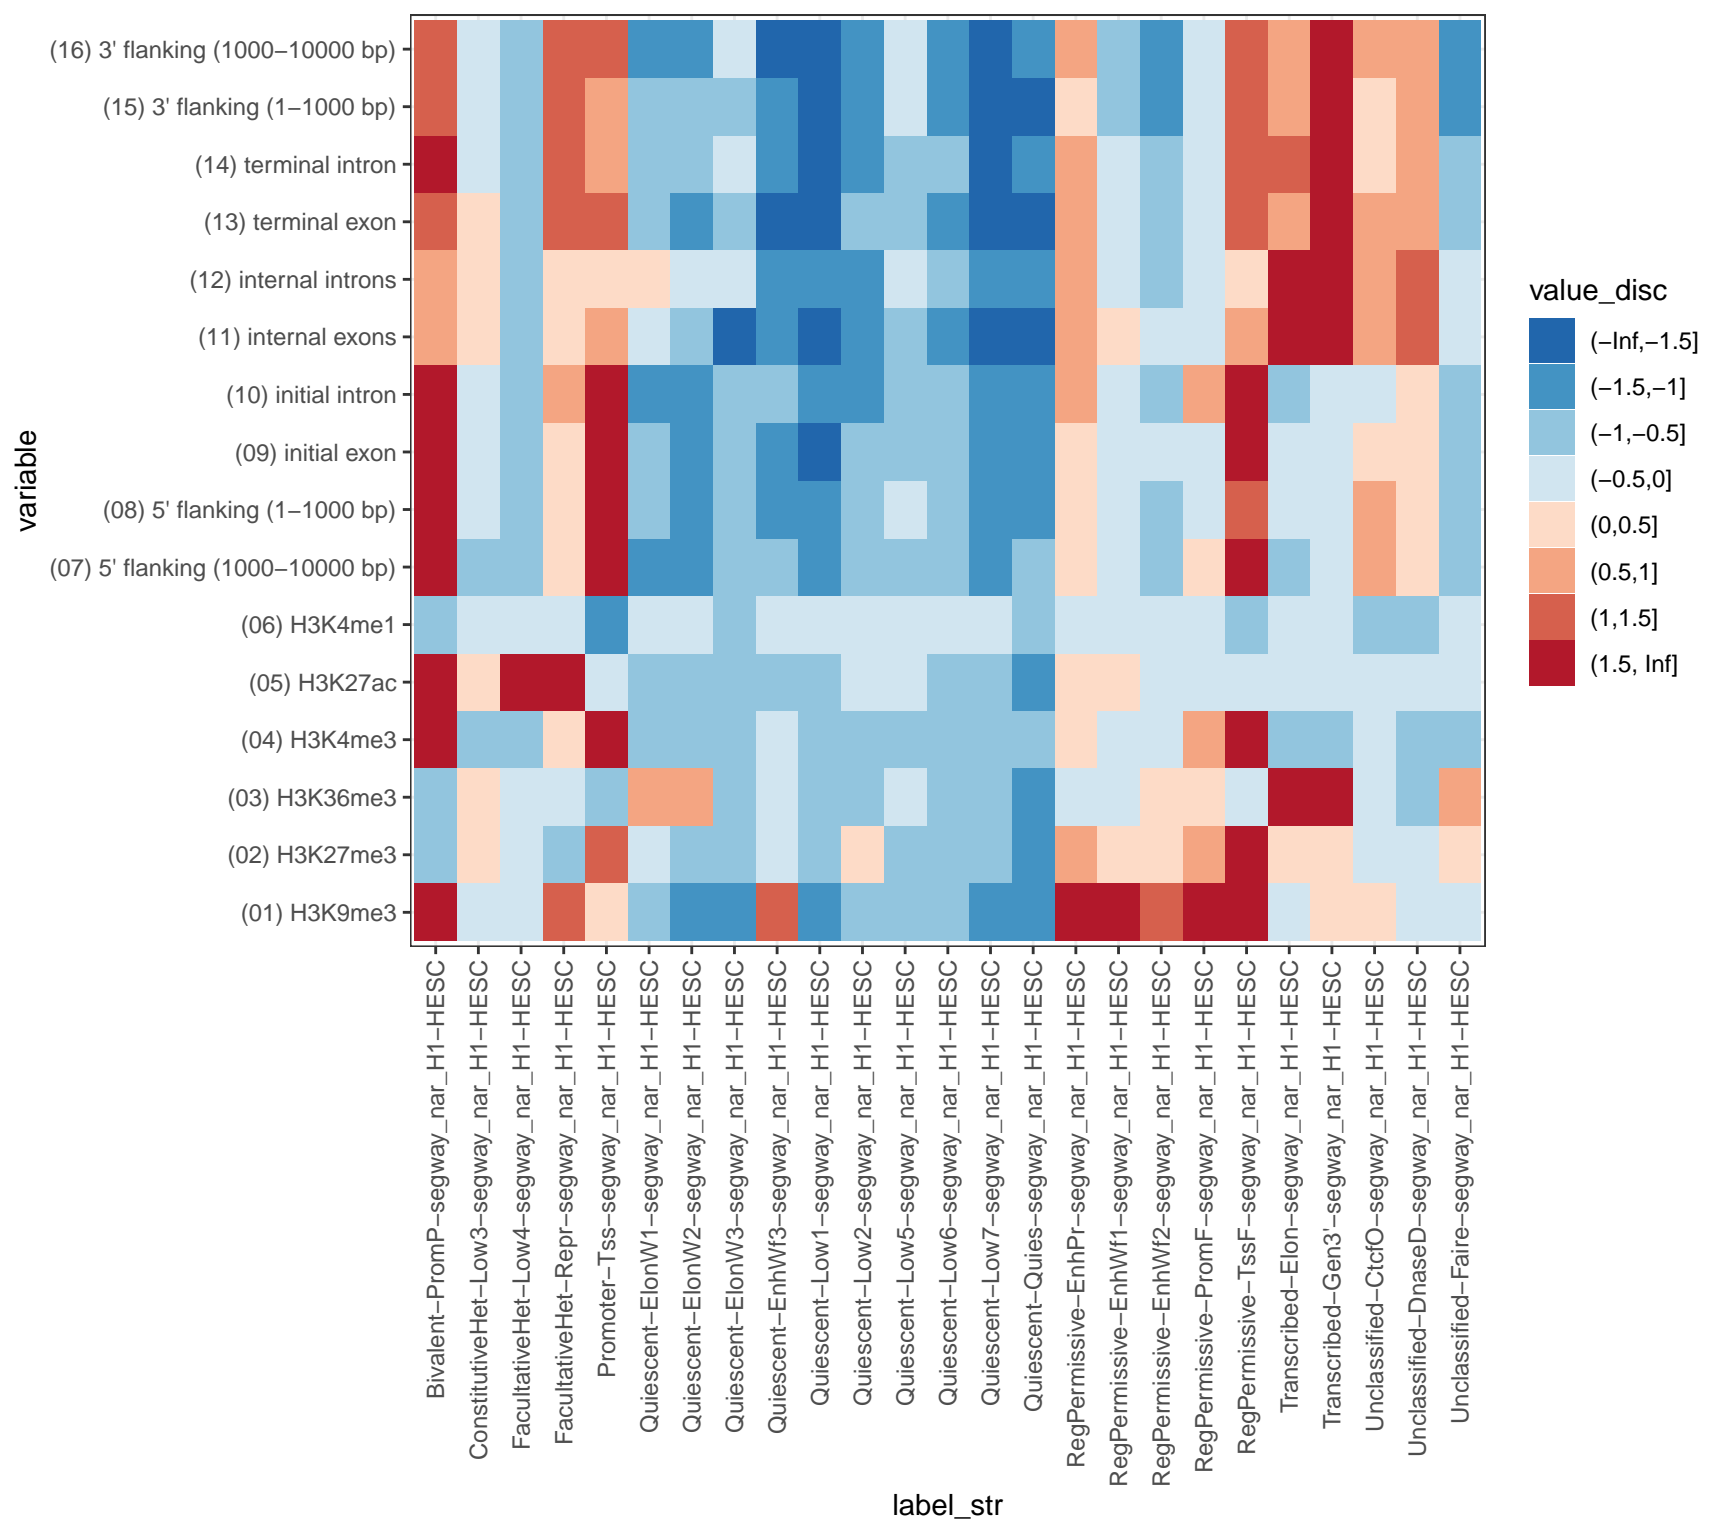 variable
(16) 3' flanking (1000−10000 bp)
(15) 3' flanking (1−1000 bp)
(14) terminal intron
(13) terminal exon
(12) internal introns
(11) internal exons
(10) initial intron
(09) initial exon
(08) 5' flanking (1−1000 bp)
(07) 5' flanking (1000−10000 bp)
(06) H3K4me1
(05) H3K27ac
(04) H3K4me3
(03) H3K36me3
(02) H3K27me3
(01) H3K9me3
Bivalent−PromP−segway_nar_H1−HESC
ConstitutiveHet−Low3−segway_nar_H1−HESC
FacultativeHet−Low4−segway_nar_H1−HESC
FacultativeHet−Repr−segway_nar_H1−HESC
Promoter−Tss−segway_nar_H1−HESC
Quiescent−ElonW1−segway_nar_H1−HESC
Quiescent−ElonW2−segway_nar_H1−HESC
Quiescent−ElonW3−segway_nar_H1−HESC
Quiescent−EnhWf3−segway_nar_H1−HESC
Quiescent−Low1−segway_nar_H1−HESC
Quiescent−Low2−segway_nar_H1−HESC
Quiescent−Low5−segway_nar_H1−HESC
Quiescent−Low6−segway_nar_H1−HESC
Quiescent−Low7−segway_nar_H1−HESC
Quiescent−Quies−segway_nar_H1−HESC
RegPermissive−EnhPr−segway_nar_H1−HESC
RegPermissive−EnhWf1−segway_nar_H1−HESC
RegPermissive−EnhWf2−segway_nar_H1−HESC
RegPermissive−PromF−segway_nar_H1−HESC
RegPermissive−TssF−segway_nar_H1−HESC
Transcribed−Elon−segway_nar_H1−HESC
Transcribed−Gen3'−segway_nar_H1−HESC
Unclassified−CtcfO−segway_nar_H1−HESC
Unclassified−DnaseD−segway_nar_H1−HESC
Unclassified−Faire−segway_nar_H1−HESC
label_str
value_disc
(−Inf,−1.5]
(−1.5,−1]
(−1,−0.5]
(−0.5,0]
(0,0.5]
(0.5,1]
(1,1.5]
(1.5, Inf]